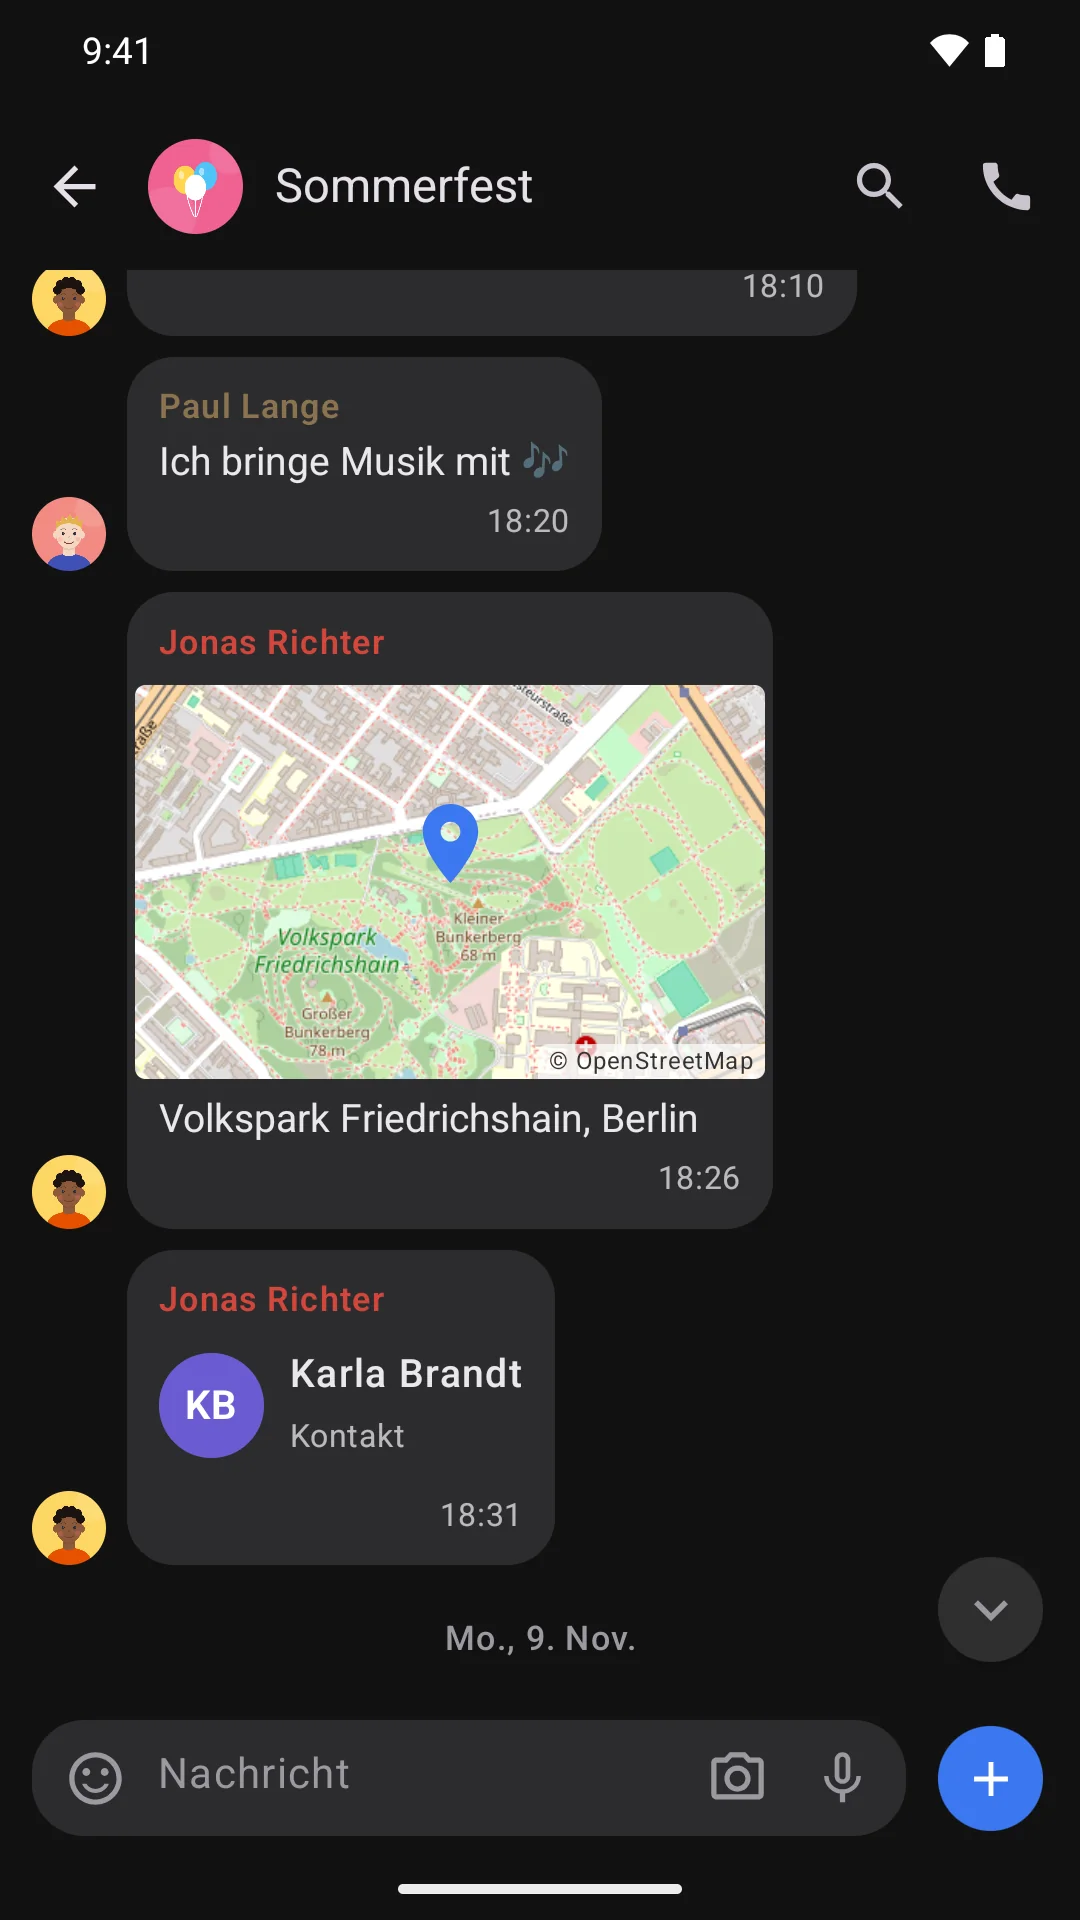 9:41
Sommerfest
18:10
Paul Lange
Ich bringe Musik mit 🎶
18:20
Jonas Richter
Volkspark
Friedrichshain
Kleiner
Bunkerberg
68 m
Großer
Bunkerberg
78 m
© OpenStreetMap
Volkspark Friedrichshain, Berlin
18:26
Jonas Richter
KB
Karla Brandt
Kontakt
18:31
Mo., 9. Nov.
Nachricht